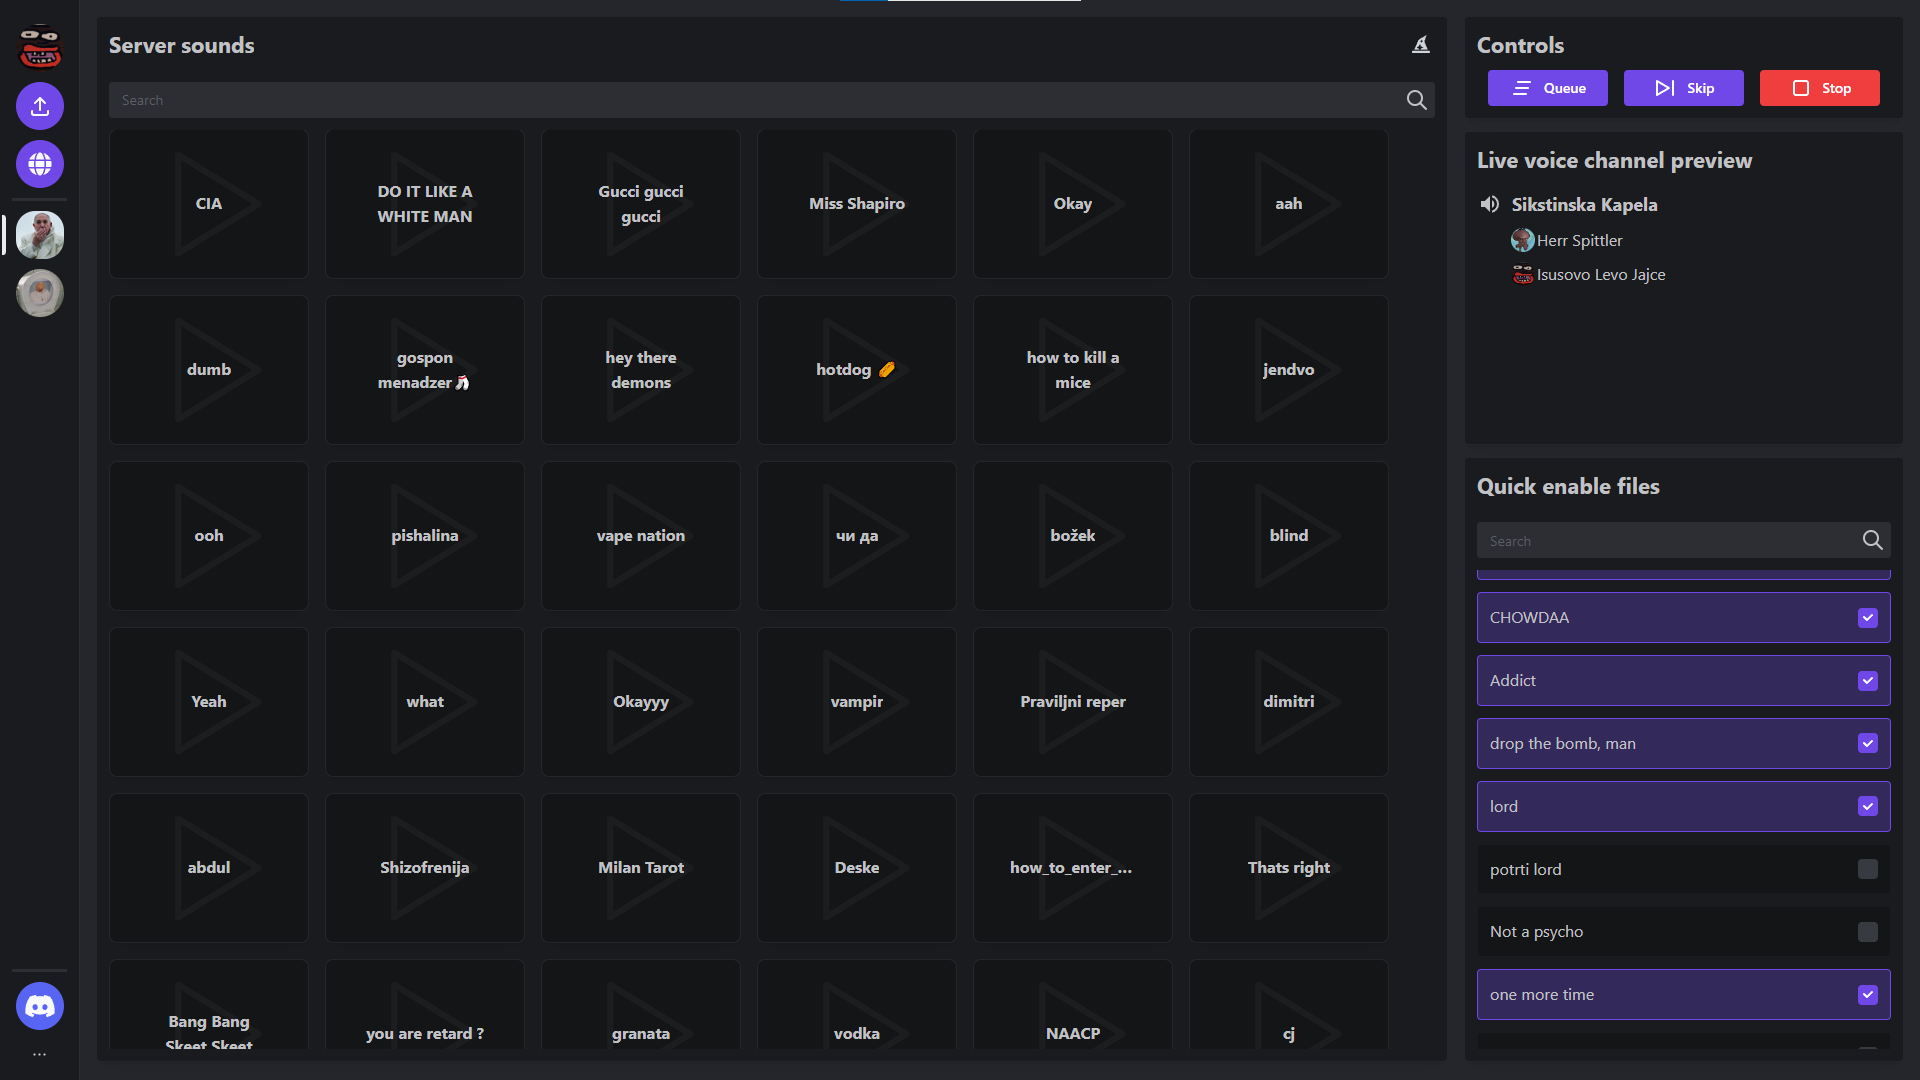 Server sounds
Search
CIA
DO IT LIKE A
WHITE MAN
Gucci gucci
gucci
Miss Shapiro
Okay
aah
dumb
gospon
menadzer🧦
hey there
demons
hotdog 🌭
how to kill a
mice
jendvo
ooh
pishalina
vape nation
чи да
božek
blind
Yeah
what
Okayyy
vampir
Praviljni reper
dimitri
abdul
Shizofrenija
Milan Tarot
Deske
how_to_enter_...
Thats right
Bang Bang
Skeet Skeet
you are retard ?
granata
vodka
NAACP
cj
Controls
Queue
Skip
Stop
Live voice channel preview
Sikstinska Kapela
Herr Spittler
Isusovo Levo Jajce
Quick enable files
Search
CHOWDAA
Addict
drop the bomb, man
lord
potrti lord
Not a psycho
one more time
...